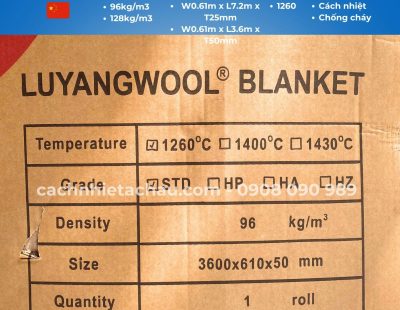 • 96kg/m3
• 128kg/m3
• W0.61m x L7.2m x
T25mm
• W0.61m x L3.6m x
T50mm
• 1260
• Cách nhiệt
• Chống cháy
LUYANGWOOL® BLANKET
Temperature ☑1260°C ☐1400°C ☐1430°C
Grade ☑STD ☐HP ☐HA ☐HZ
cachnhietachau.com - 0908 090 989
Density 96 kg/m³
Size 3600x610x50 mm
Quantity 1 roll